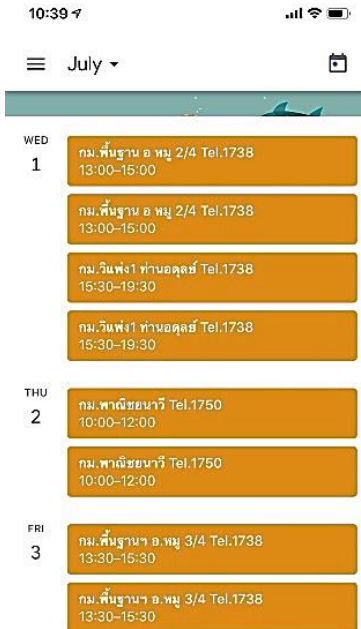 10:39
July
WED
1
กม.พื้นฐาน อ หมู 2/4 Tel.1738
13:00–15:00
กม.พื้นฐาน อ หมู 2/4 Tel.1738
13:00–15:00
กม.วิแพ่ง1 ท่านอดุลย์ Tel.1738
15:30–19:30
กม.วิแพ่ง1 ท่านอดุลย์ Tel.1738
15:30–19:30
THU
2
กม.พาณิชยนาวี Tel.1750
10:00–12:00
กม.พาณิชยนาวี Tel.1750
10:00–12:00
FRI
3
กม.พื้นฐานฯ อ.หมู 3/4 Tel.1738
13:30–15:30
กม.พื้นฐานฯ อ.หมู 3/4 Tel.1738
13:30–15:30